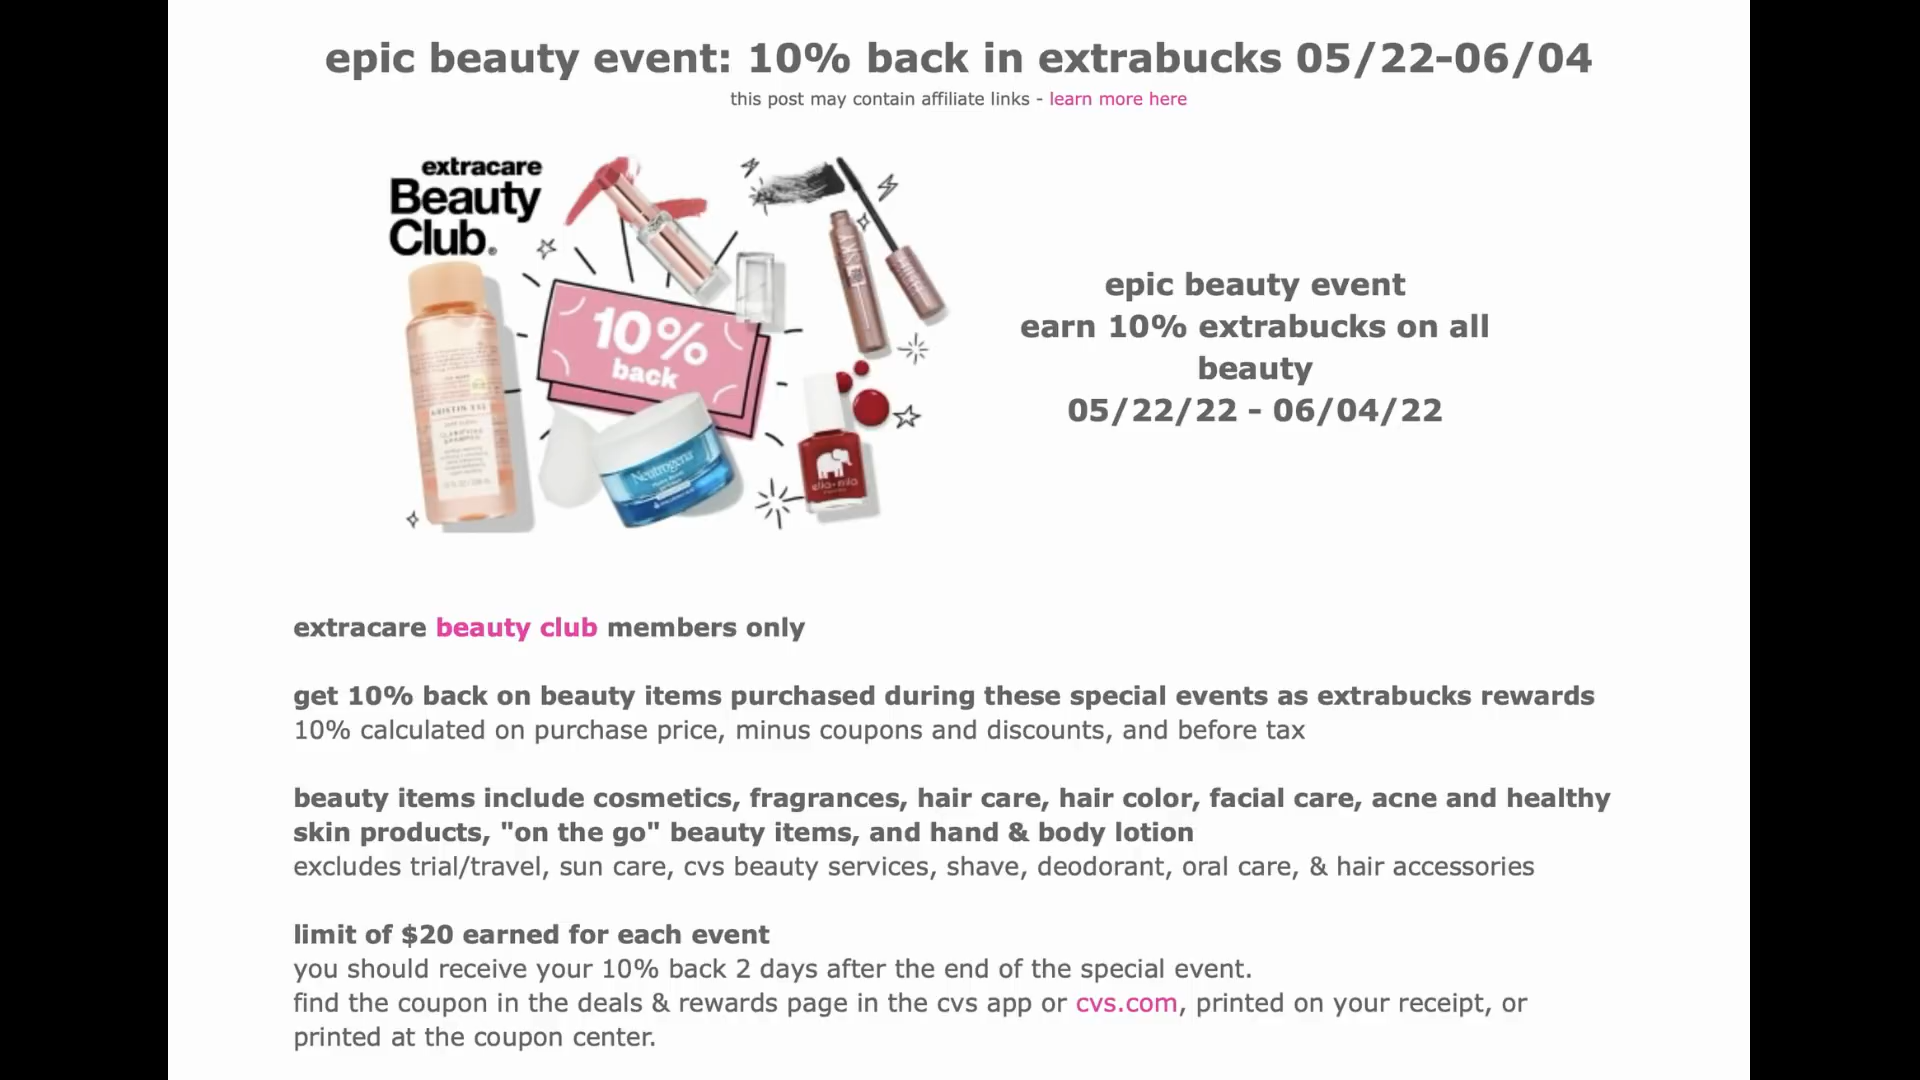 epic beauty event: 10% back in extrabucks 05/22-06/04
this post may contain affiliate links - learn more here
extracare
Beauty
Club®
10%
back
SKY
KRISTIN ESS
CLARIFYING
SHAMPOO
Neutrogena
ella+mila
epic beauty event
earn 10% extrabucks on all
beauty
05/22/22 - 06/04/22
extracare beauty club members only
get 10% back on beauty items purchased during these special events as extrabucks rewards
10% calculated on purchase price, minus coupons and discounts, and before tax
beauty items include cosmetics, fragrances, hair care, hair color, facial care, acne and healthy
skin products, "on the go" beauty items, and hand & body lotion
excludes trial/travel, sun care, cvs beauty services, shave, deodorant, oral care, & hair accessories
limit of $20 earned for each event
you should receive your 10% back 2 days after the end of the special event.
find the coupon in the deals & rewards page in the cvs app or cvs.com, printed on your receipt, or
printed at the coupon center.